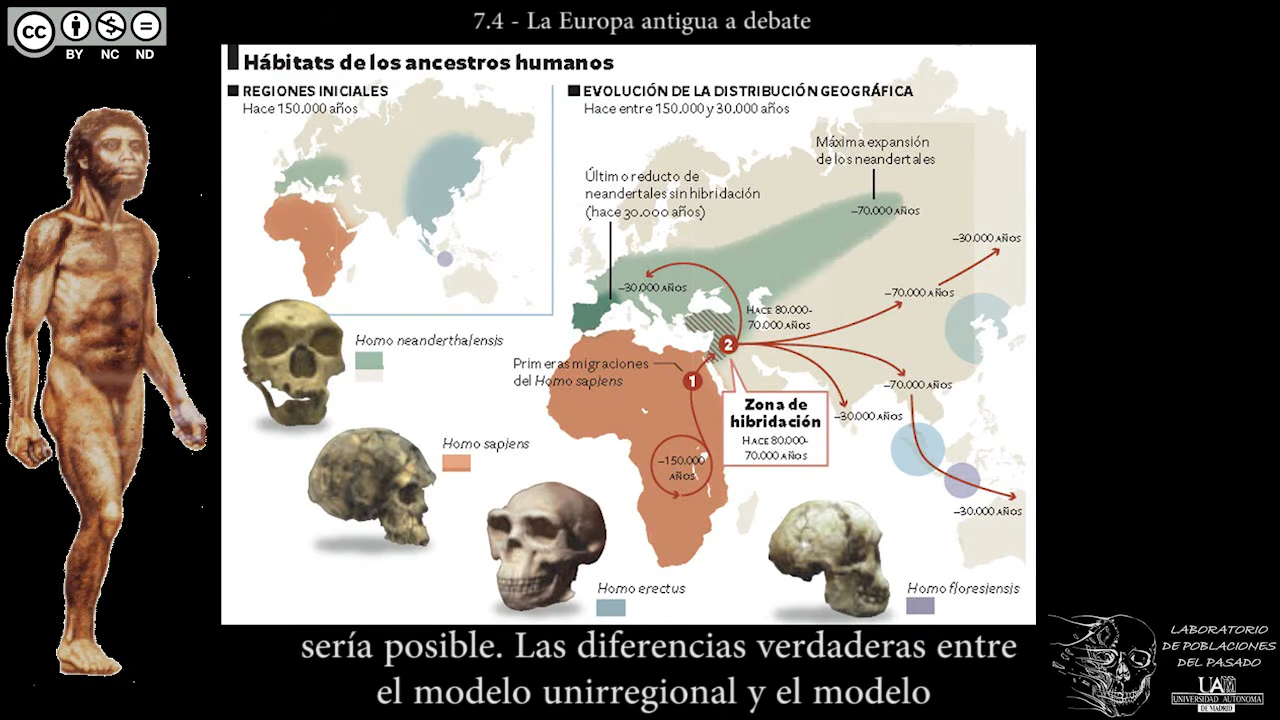 7.4 - La Europa antigua a debate
cc
BY NC ND
Hábitats de los ancestros humanos
REGIONES INICIALES
Hace 150.000 años
EVOLUCIÓN DE LA DISTRIBUCIÓN GEOGRÁFICA
Hace entre 150.000 y 30.000 años
Máxima expansión
de los neandertales
Último reducto de
neandertales sin hibridación
(hace 30.000 años)
–70.000 AÑOS
–30.000 AÑOS
–30.000 AÑOS
–70.000 AÑOS
HACE 80.000-
70.000 AÑOS
Homo neanderthalensis
2
Primeras migraciones
del Homo sapiens
1
–70.000 AÑOS
Zona de
hibridación
HACE 80.000-
70.000 AÑOS
–30.000 AÑOS
Homo sapiens
–150.000
AÑOS
–30.000 AÑOS
Homo erectus
Homo floresiensis
sería posible. Las diferencias verdaderas entre
el modelo unirregional y el modelo
LABORATORIO
DE POBLACIONES
DEL PASADO
UAM
UNIVERSIDAD AUTONOMA
DE MADRID